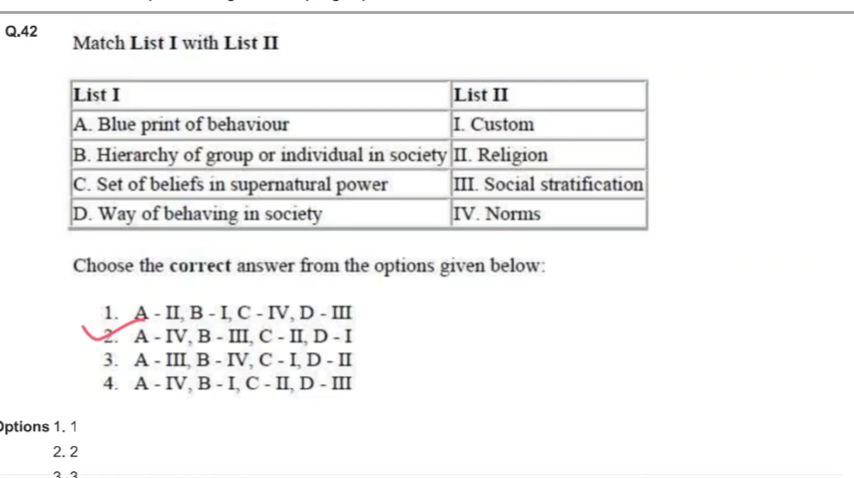 Q.42
Match List I with List II
List I List II
A. Blue print of behaviour I. Custom
B. Hierarchy of group or individual in society II. Religion
C. Set of beliefs in supernatural power III. Social stratification
D. Way of behaving in society IV. Norms
Choose the correct answer from the options given below:
1. A - II, B - I, C - IV, D - III
2. A - IV, B - III, C - II, D - I
3. A - III, B - IV, C - I, D - II
4. A - IV, B - I, C - II, D - III
Options 1. 1
2. 2
3. 3